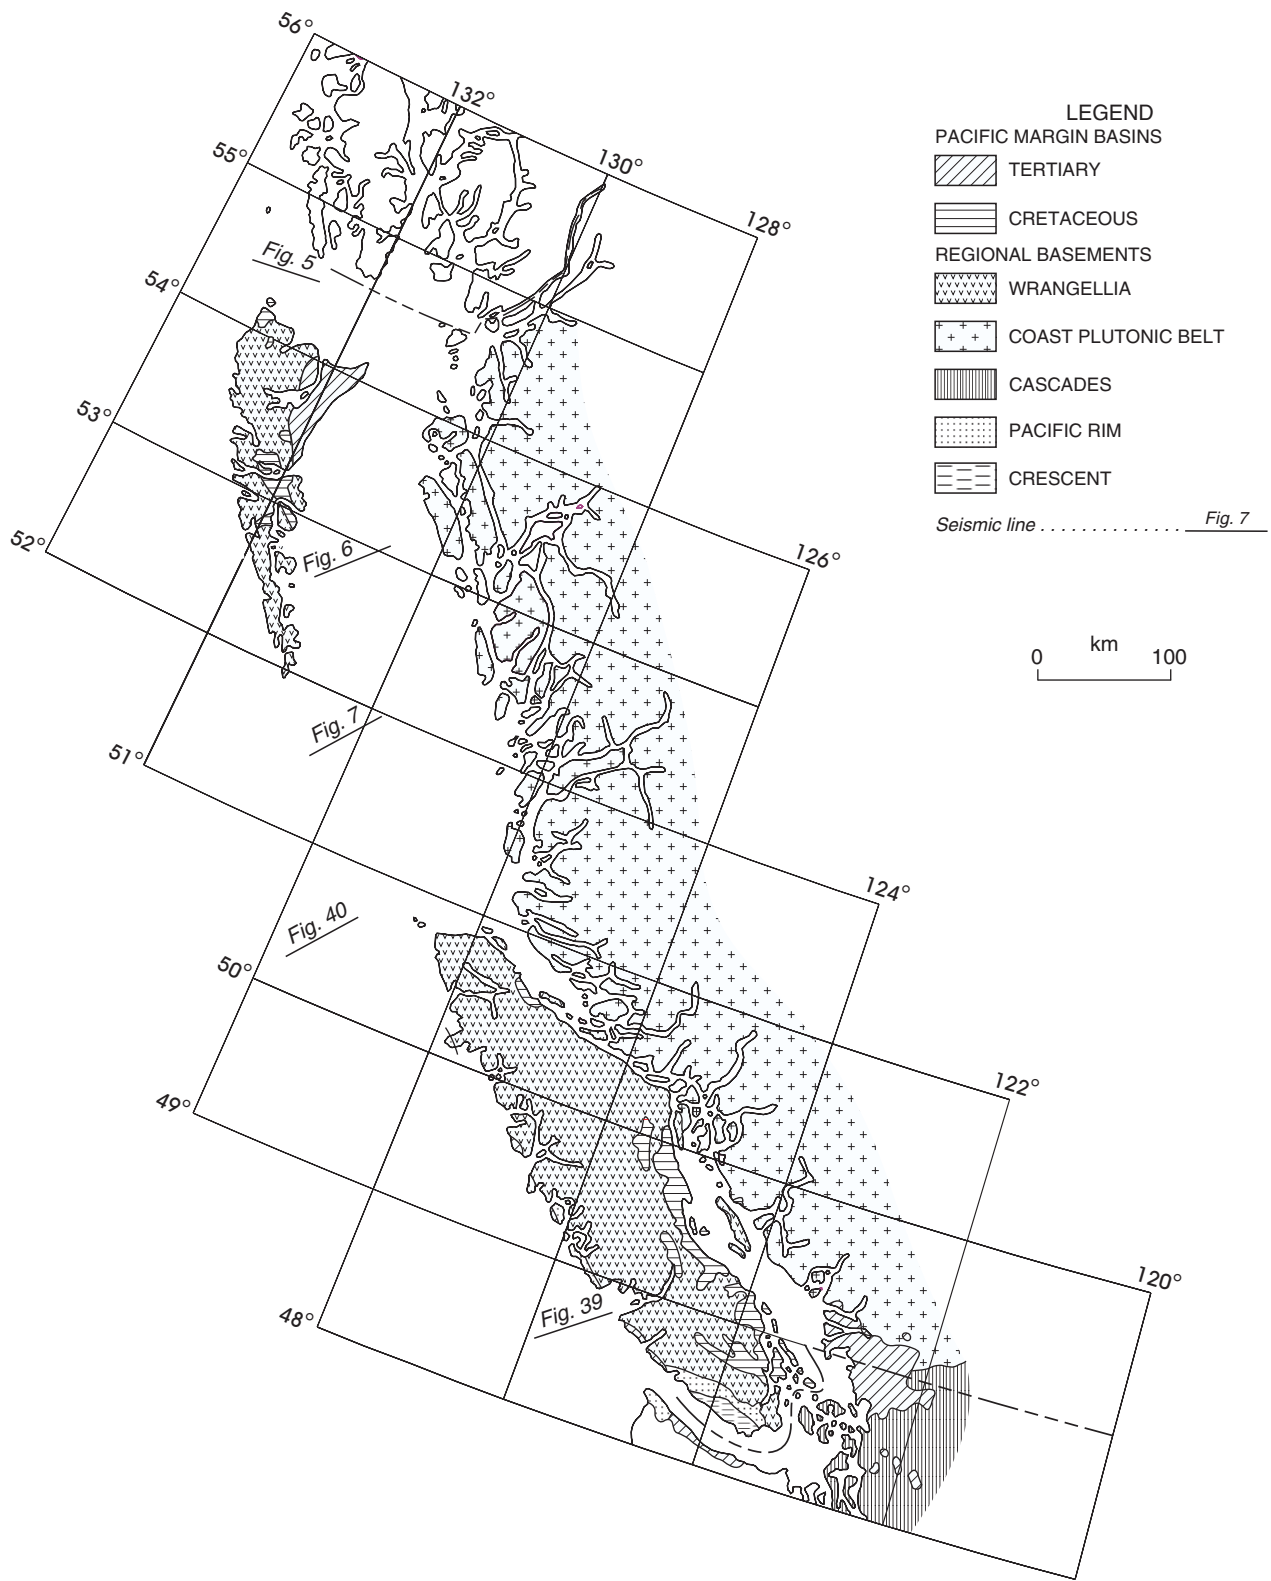 56°
132°
55°
130°
128°
54°
Fig. 5
53°
52°
Fig. 6
126°
51°
Fig. 7
124°
50°
Fig. 40
49°
122°
48°
Fig. 39
120°
LEGEND
PACIFIC MARGIN BASINS
TERTIARY
CRETACEOUS
REGIONAL BASEMENTS
WRANGELLIA
COAST PLUTONIC BELT
CASCADES
PACIFIC RIM
CRESCENT
Seismic line . . . . . . . . . . . . . . Fig. 7
km
0 100